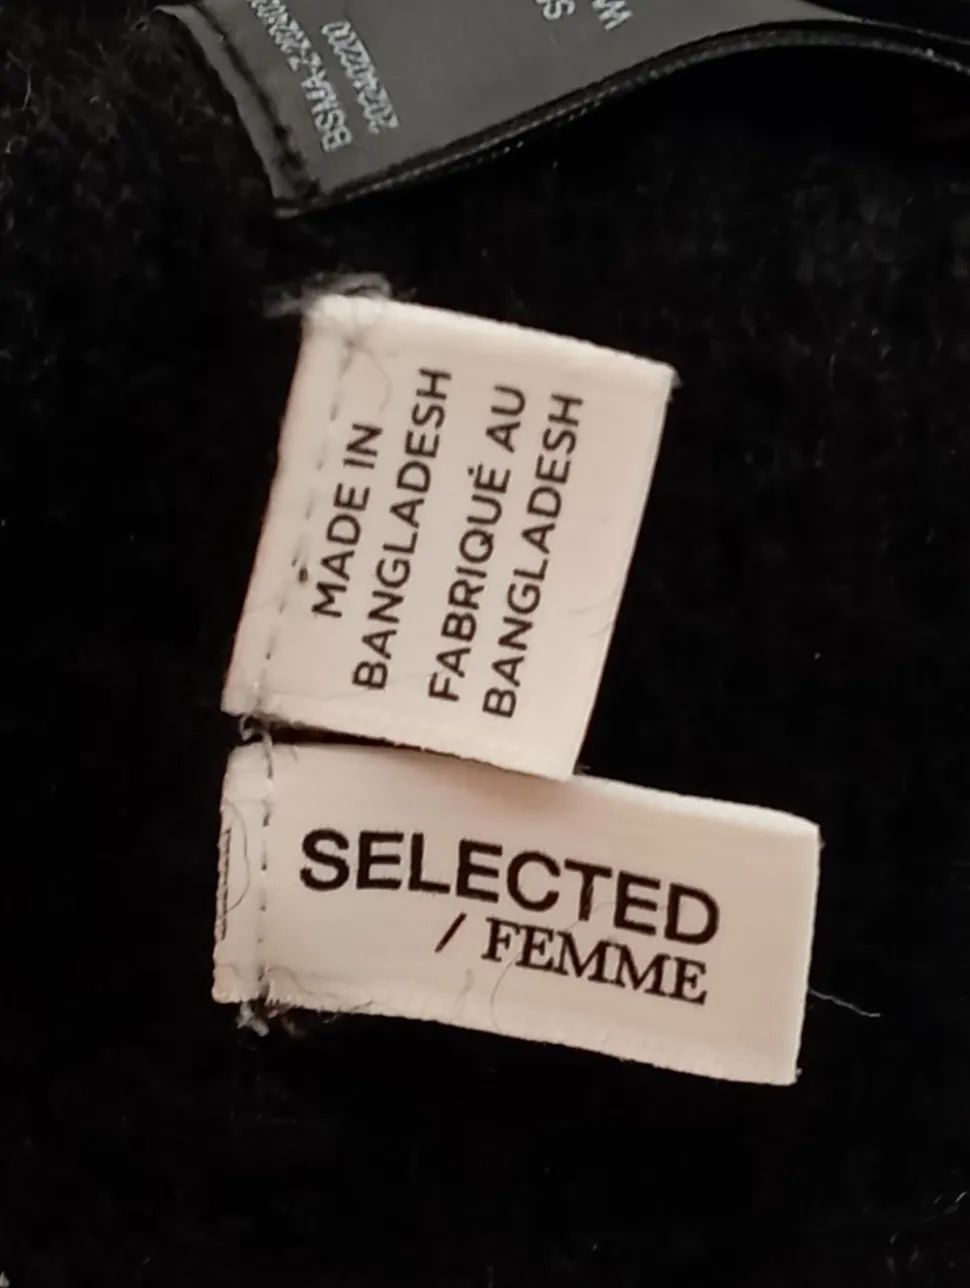 MADE IN
BANGLADESH
FABRIQUÉ AU
BANGLADESH
SELECTED
/ FEMME